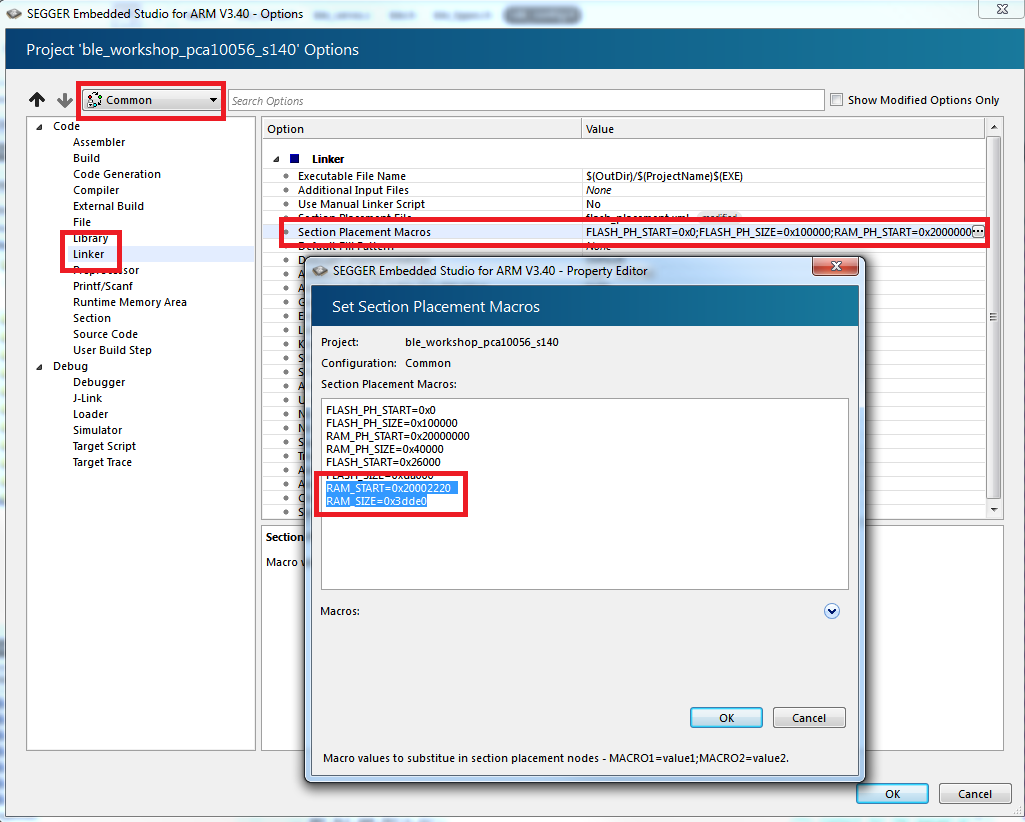 SEGGER Embedded Studio for ARM V3.40 - Options
Project 'ble_workshop_pca10056_s140' Options
Common
Search Options
Show Modified Options Only
Code
Assembler
Build
Code Generation
Compiler
External Build
File
Library
Linker
Preprocessor
Printf/Scanf
Runtime Memory Area
Section
Source Code
User Build Step
Debug
Debugger
J-Link
Loader
Simulator
Target Script
Target Trace
Option Value
Linker
Executable File Name $(OutDir)/$(ProjectName)$(EXE)
Additional Input Files None
Use Manual Linker Script No
Section Placement File flash_placement.xml modified
Section Placement Macros FLASH_PH_START=0x0;FLASH_PH_SIZE=0x100000;RAM_PH_START=0x2000000
Default Fill Pattern None
Section
Macro v
SEGGER Embedded Studio for ARM V3.40 - Property Editor
Set Section Placement Macros
Project: ble_workshop_pca10056_s140
Configuration: Common
Section Placement Macros:
FLASH_PH_START=0x0
FLASH_PH_SIZE=0x100000
RAM_PH_START=0x20000000
RAM_PH_SIZE=0x40000
FLASH_START=0x26000
FLASH_SIZE=0xda000
RAM_START=0x20002220
RAM_SIZE=0x3dde0
Macros:
OK Cancel
Macro values to substitute in section placement nodes - MACRO1=value1;MACRO2=value2.
OK Cancel